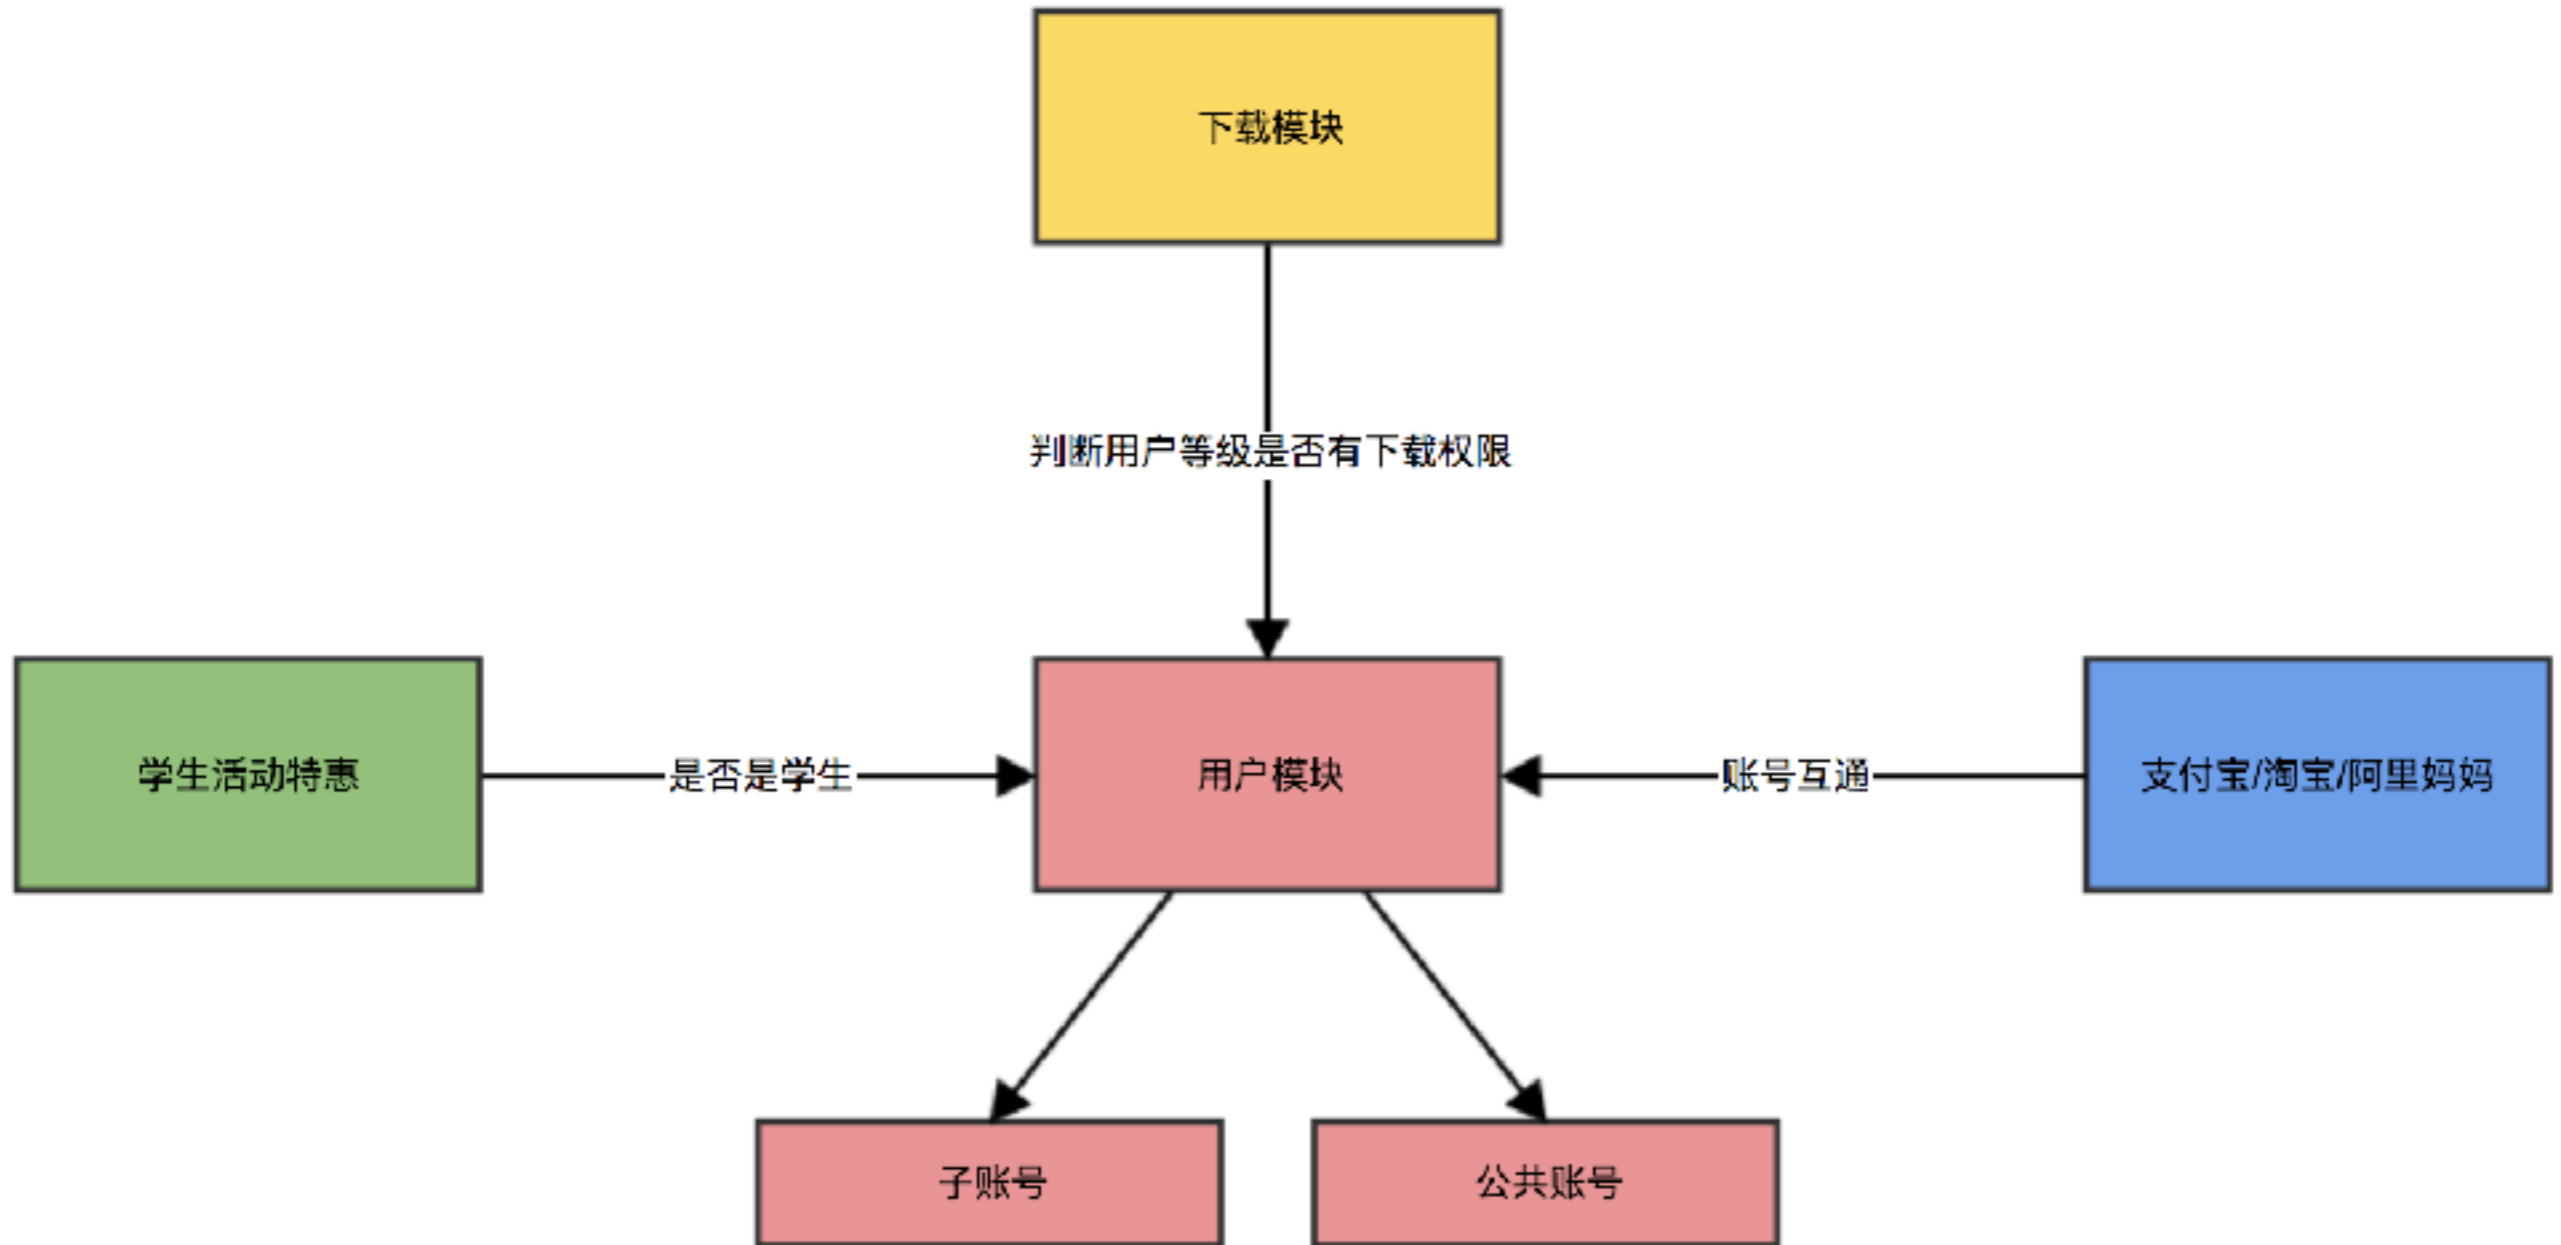 下载模块
判断用户等级是否有下载权限
学生活动特惠
是否是学生
用户模块
账号互通
支付宝/淘宝/阿里妈妈
子账号
公共账号